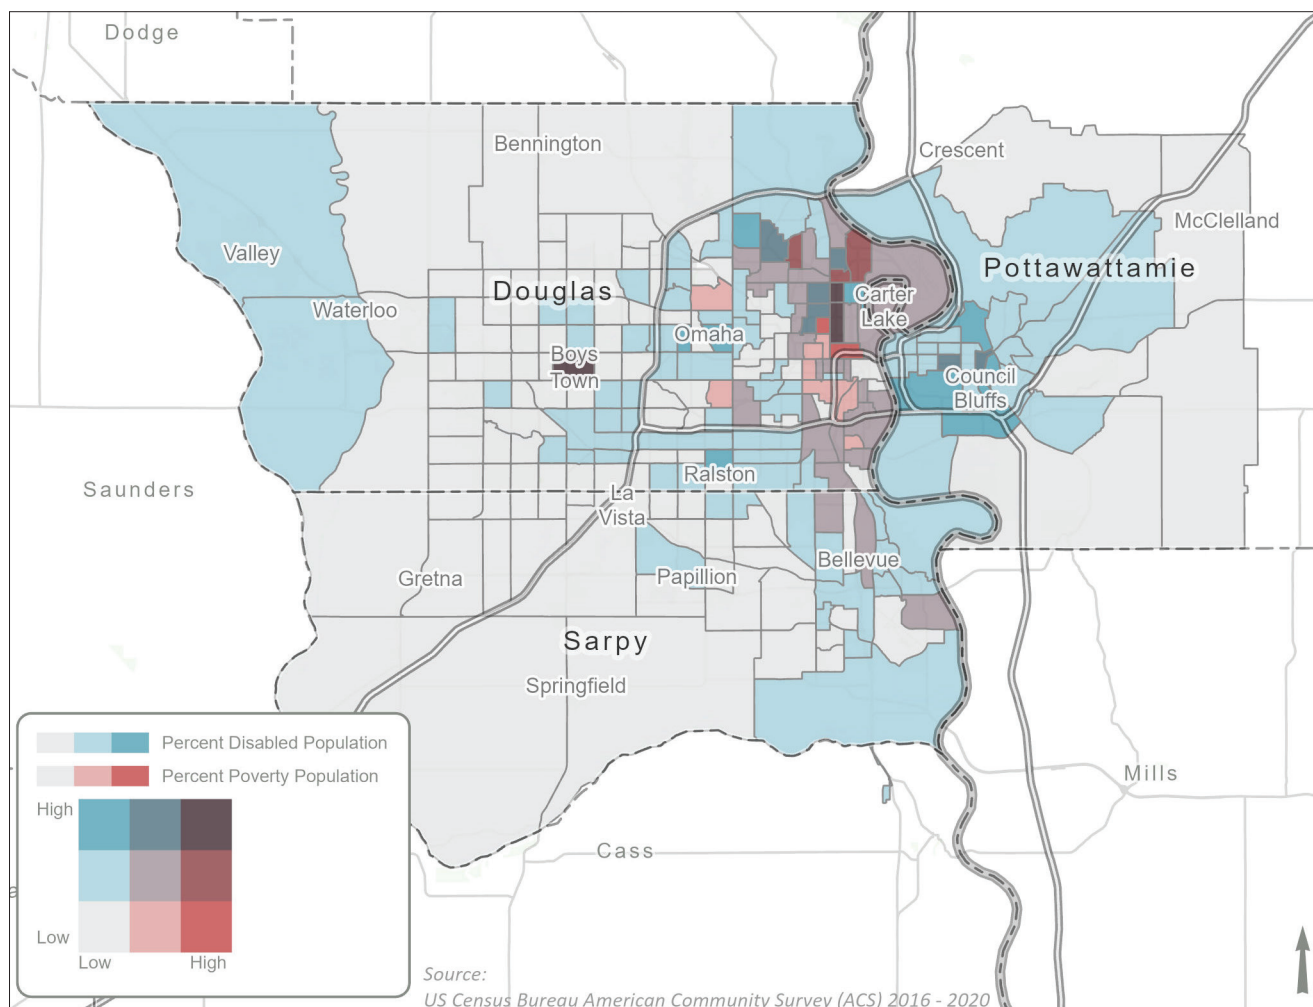 Dodge
Bennington
Crescent
McClelland
Valley
Pottawattamie
Douglas
Waterloo
Carter
Lake
Omaha
Boys
Town
Council
Bluffs
Saunders
Ralston
La
Vista
Gretna
Papillion
Bellevue
Sarpy
Springfield
Percent Disabled Population
Percent Poverty Population
High
Low
Low
High
Mills
Cass
Source:
US Census Bureau American Community Survey (ACS) 2016 - 2020